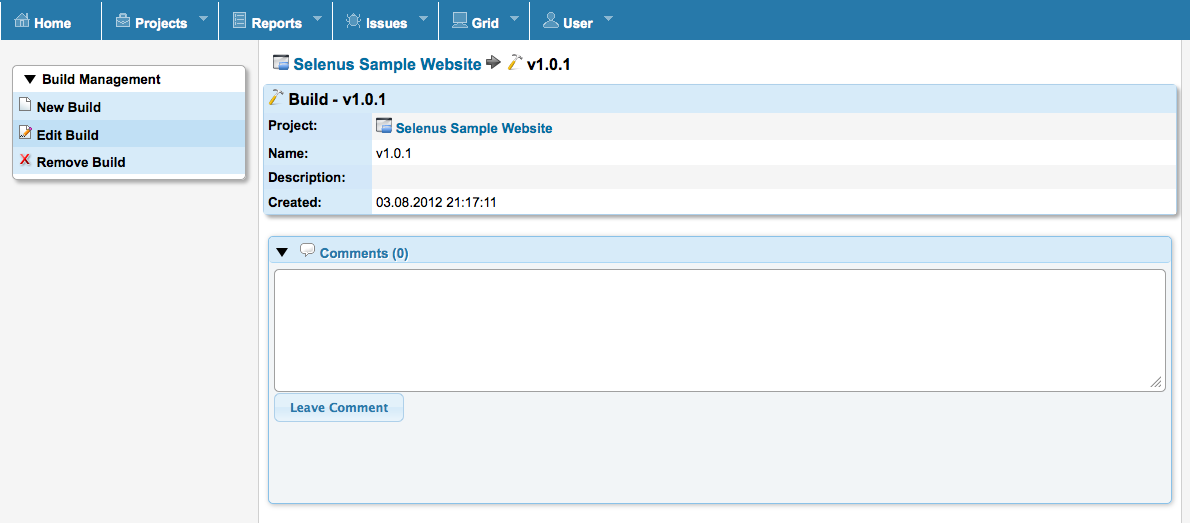 Home Projects Reports Issues Grid User
Build Management
New Build
Edit Build
Remove Build
Selenus Sample Website v1.0.1
Build - v1.0.1
Project: Selenus Sample Website
Name: v1.0.1
Description:
Created: 03.08.2012 21:17:11
Comments (0)
Leave Comment